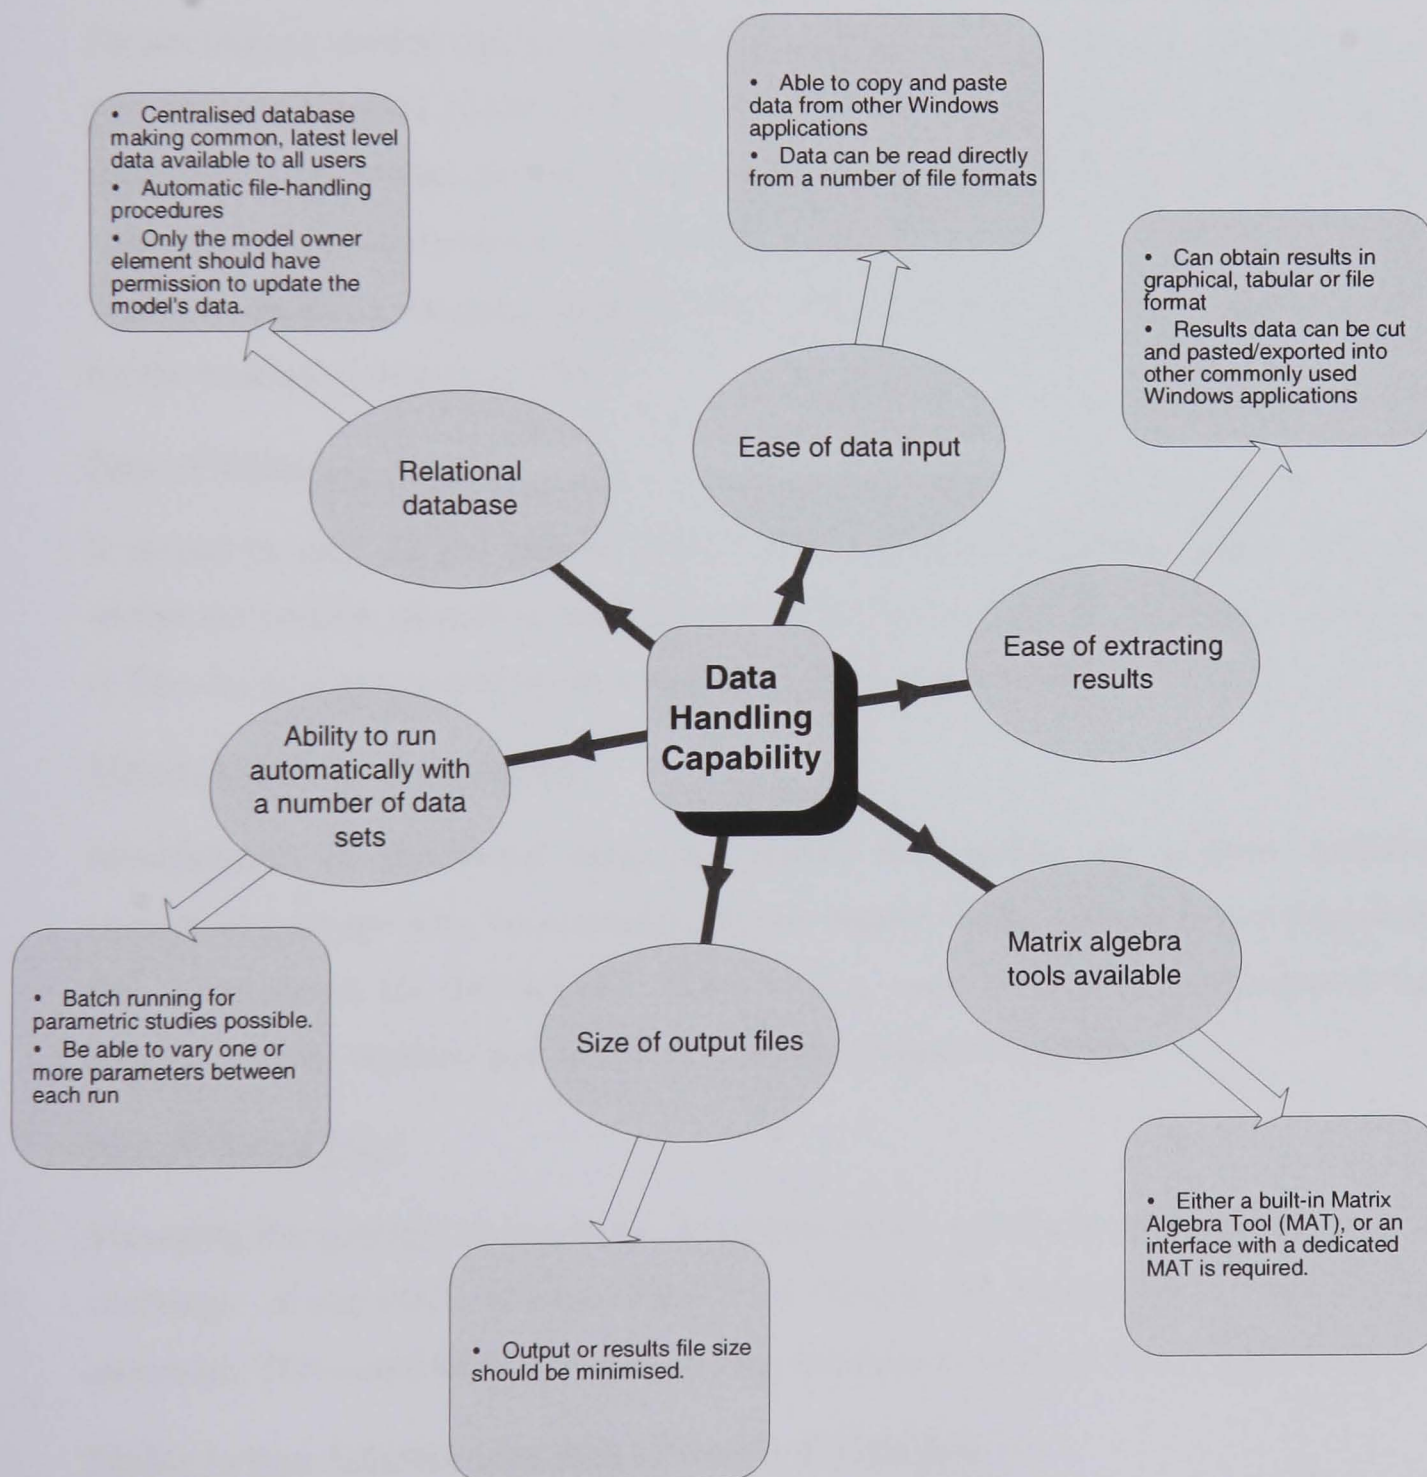 • Able to copy and paste
data from other Windows
applications
• Data can be read directly
from a number of file formats
• Centralised database
making common, latest level
data available to all users
• Automatic file-handling
procedures
• Only the model owner
element should have
permission to update the
model's data.
• Can obtain results in
graphical, tabular or file
format
• Results data can be cut
and pasted/exported into
other commonly used
Windows applications
Relational
database
Ease of data input
Ease of extracting
results
Data
Handling
Capability
Ability to run
automatically with
a number of data
sets
Matrix algebra
tools available
Size of output files
• Batch running for
parametric studies possible.
• Be able to vary one or
more parameters between
each run
• Either a built-in Matrix
Algebra Tool (MAT), or an
interface with a dedicated
MAT is required.
• Output or results file size
should be minimised.